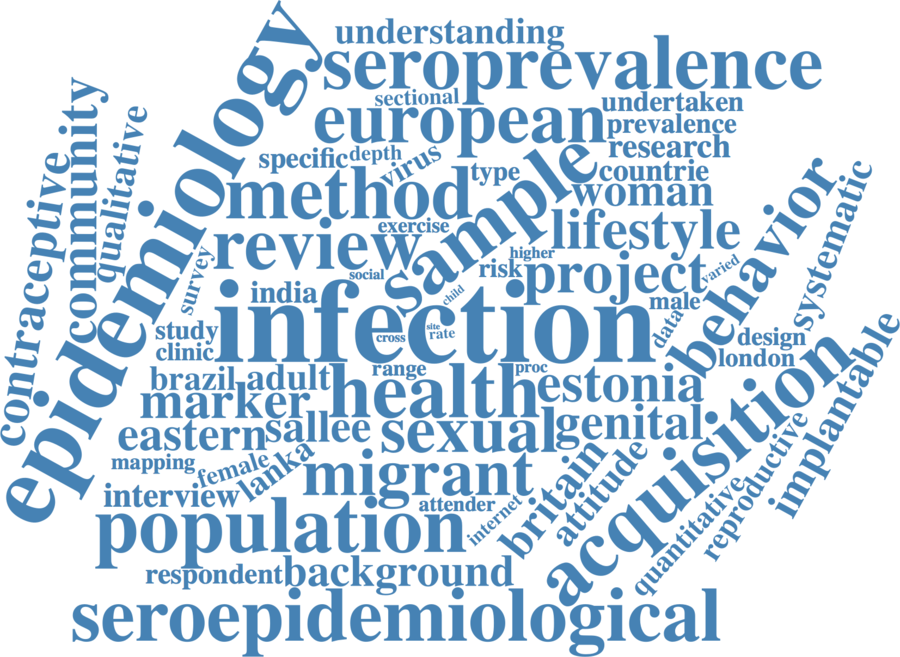 understanding
seroprevalence
sectional
european
undertaken
prevalence
research
specific
depth
virus
type
countrie
method
sample
woman
exercise
review
lifestyle
higher
social
risk
project
varied
child
contraceptive
community
qualitative
epidemiology
survey
india
infection
male
data
behavior
systematic
study
clinic
cross
site
rate
design
london
range
proc
brazil
adult
health
estonia
marker
eastern
sallee
sexual
genital
acquisition
implantable
mapping
female
lanka
migrant
interview
attender
internet
britain
attitude
quantitative
reproductive
population
respondent
background
seroepidemiological